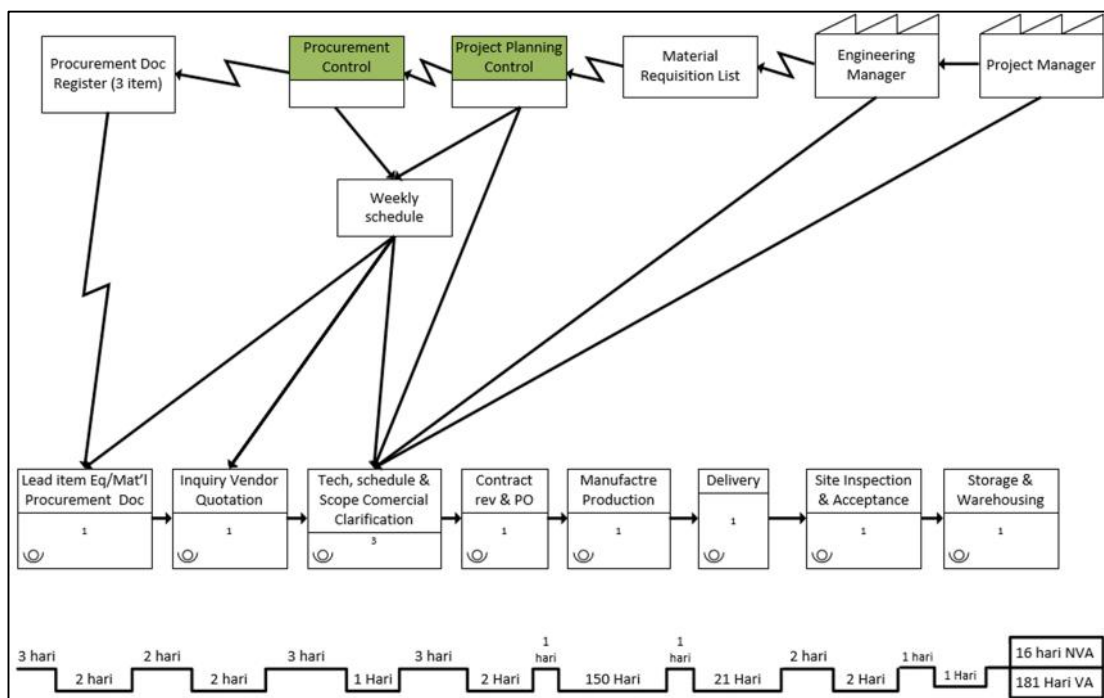 Procurement Doc
Register (3 item)
Procurement
Control
Project Planning
Control
Material
Requisition List
Engineering
Manager
Project Manager
Weekly
schedule
Lead item Eq/Mat'l
Procurement Doc
1
Inquiry Vendor
Quotation
1
Tech, schedule &
Scope Comercial
Clarification
3
Contract
rev & PO
1
Manufactre
Production
1
Delivery
1
Site Inspection
& Acceptance
1
Storage &
Warehousing
1
3 hari
2 hari
2 hari
2 hari
3 hari
1 Hari
3 hari
2 Hari
1
hari
150 Hari
1
hari
21 Hari
2 hari
2 Hari
1 hari
1 Hari
16 hari NVA
181 Hari VA